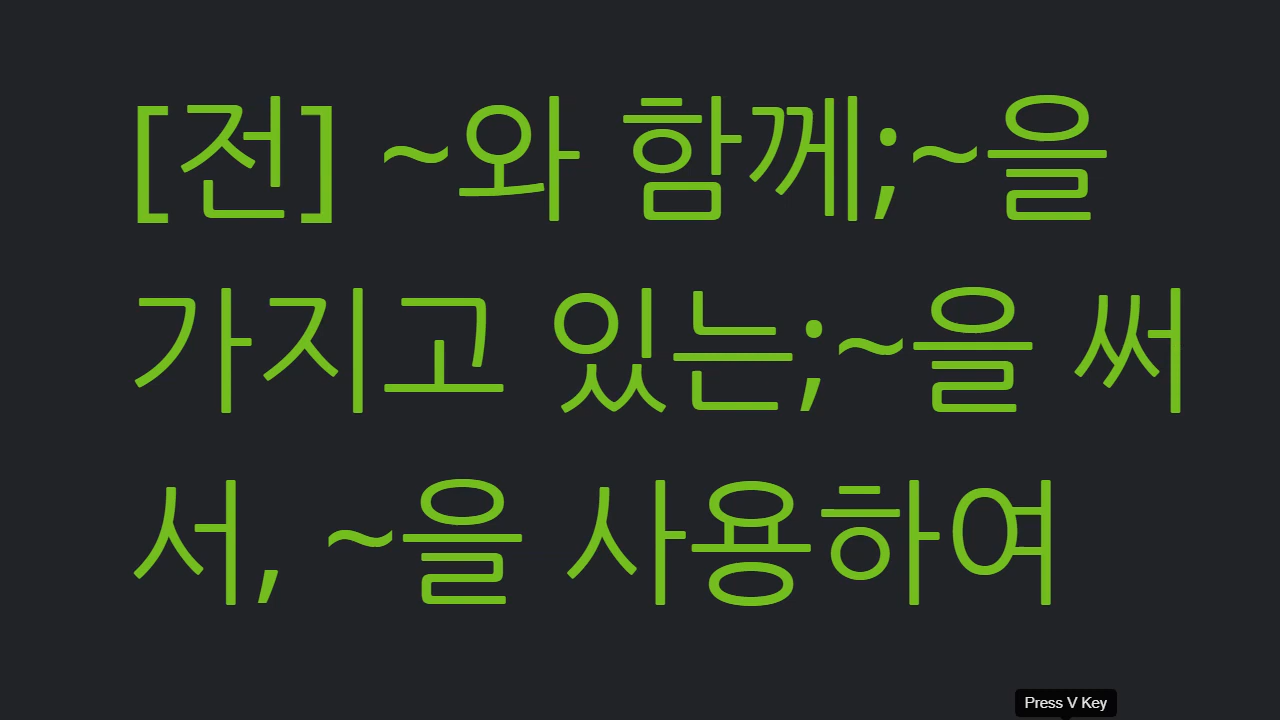 [전] ~와 함께;~을
가지고 있는;~을 써
서, ~을 사용하여
Press V Key